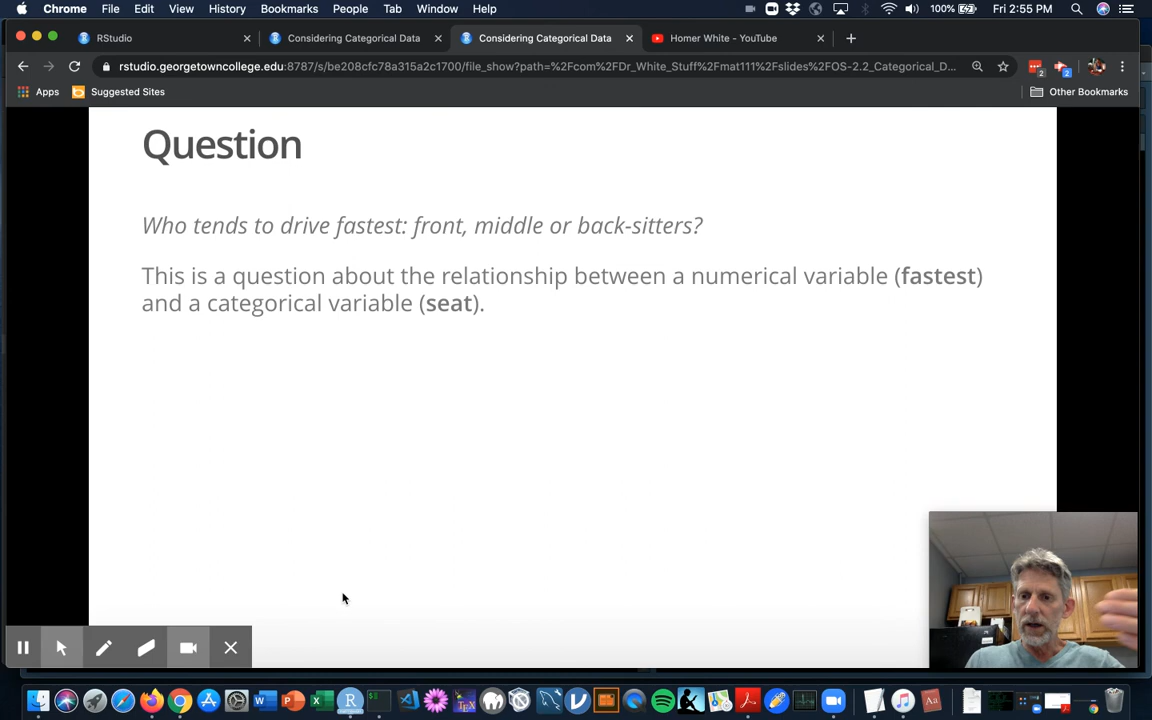 Chrome File Edit View History Bookmarks People Tab Window Help 100% Fri 2:55 PM
RStudio Considering Categorical Data Considering Categorical Data Homer White - YouTube
rstudio.georgetowncollege.edu:8787/s/be208cfc78a315a2c1700/file_show?path=%2Fcom%2FDr_White_Stuff%2Fmat111%2Fslides%2FOS-2.2_Categorical_D... 2 2
Apps Suggested Sites Other Bookmarks
Question
Who tends to drive fastest: front, middle or back-sitters?
This is a question about the relationship between a numerical variable (fastest)
and a categorical variable (seat).